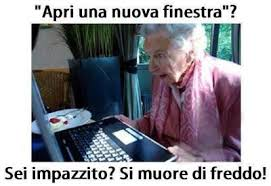 "Apri una nuova finestra"?
Sei impazzito? Si muore di freddo!